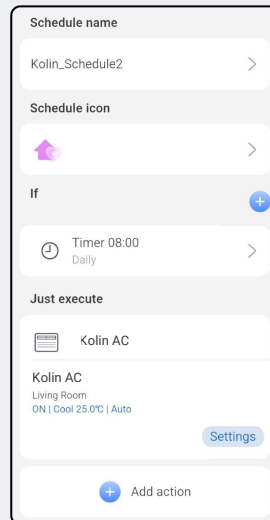 Schedule name
Kolin_Schedule2
Schedule icon
If
Timer 08:00
Daily
Just execute
Kolin AC
Kolin AC
Living Room
ON | Cool 25.0℃ | Auto
Settings
Add action